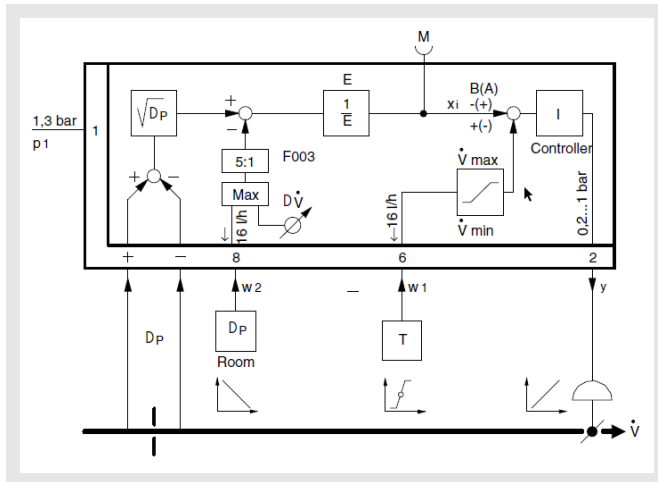 M
E
B(A)
√DP
+
−
1
E
xi
-(+)
+(-)
I
1,3 bar
p1
1
5:1
F003
Controller
Max
DV̇
V̇ max
V̇ min
+
−
16 l/h
−16 l/h
0,2...1 bar
+
−
8
6
2
w2
−
w1
y
DP
DP
T
Room
V̇